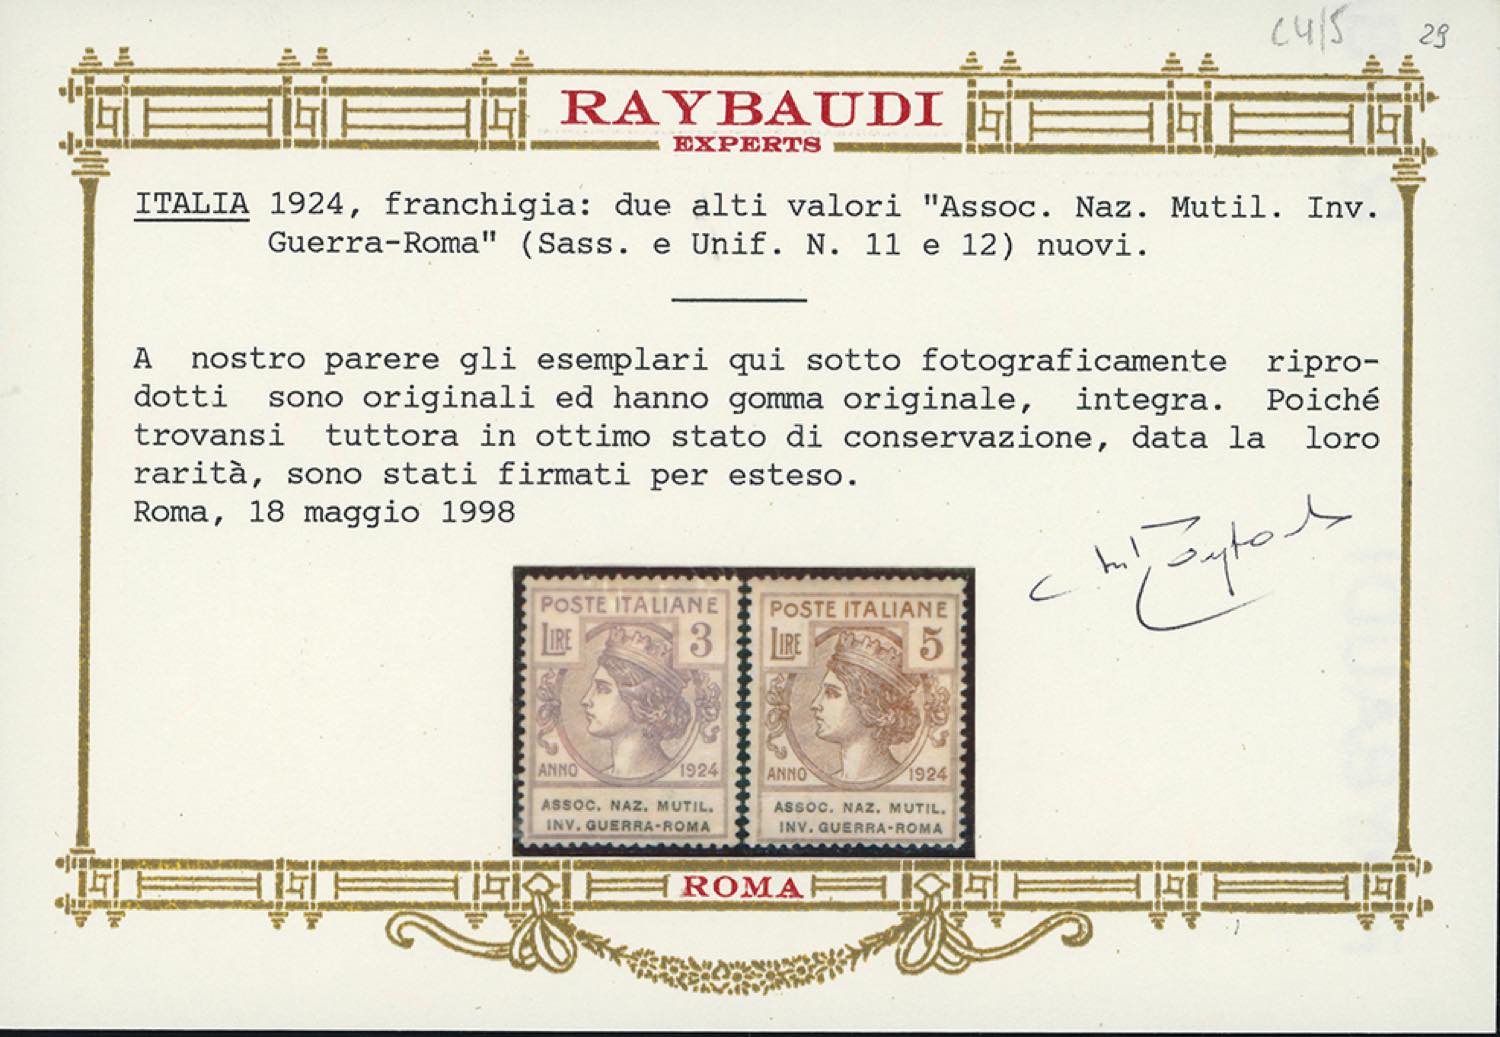 C4/5 29
RAYBAUDI
EXPERTS
ITALIA 1924, franchigia: due alti valori "Assoc. Naz. Mutil. Inv.
Guerra-Roma" (Sass. e Unif. N. 11 e 12) nuovi.
A nostro parere gli esemplari qui sotto fotograficamente ripro-
dotti sono originali ed hanno gomma originale, integra. Poiché
trovansi tuttora in ottimo stato di conservazione, data la loro
rarità, sono stati firmati per esteso.
Roma, 18 maggio 1998
POSTE ITALIANE
LIRE 3
ANNO 1924
ASSOC. NAZ. MUTIL.
INV. GUERRA-ROMA
POSTE ITALIANE
LIRE 5
ANNO 1924
ASSOC. NAZ. MUTIL.
INV. GUERRA-ROMA
ROMA